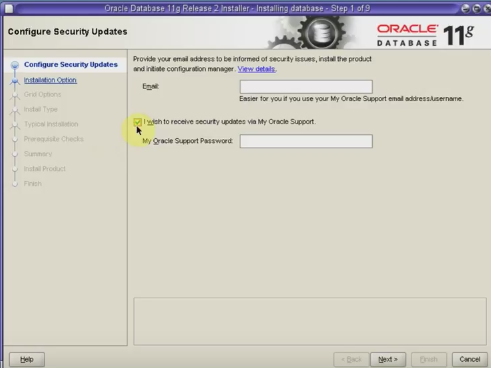 Oracle Database 11g Release 2 Installer - Installing database - Step 1 of 9
Configure Security Updates
ORACLE 11g
DATABASE
Configure Security Updates
Installation Option
Grid Options
Install Type
Typical Installation
Prerequisite Checks
Summary
Install Product
Finish
Provide your email address to be informed of security issues, install the product
and initiate configuration manager. View details.
Email:
Easier for you if you use your My Oracle Support email address/username.
I wish to receive security updates via My Oracle Support.
My Oracle Support Password:
Help
< Back
Next >
Finish
Cancel